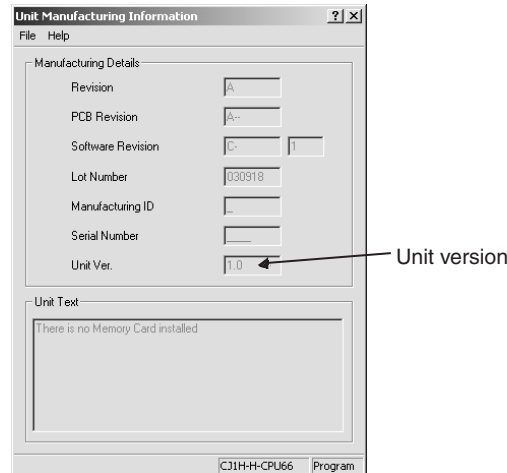 Unit Manufacturing Information
? X
File Help
Manufacturing Details
Revision A
PCB Revision A--
Software Revision C- 1
Lot Number 030918
Manufacturing ID _
Serial Number ____
Unit Ver. 1.0
Unit version
Unit Text
There is no Memory Card installed
CJ1H-H-CPU66 Program